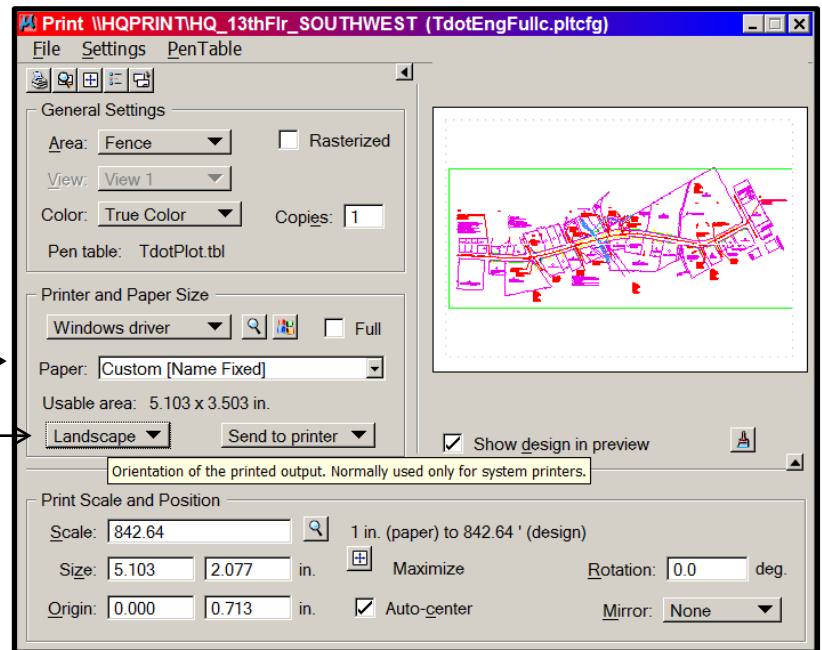 Print \\HQPRINT\HQ_13thFlr_SOUTHWEST (TdotEngFullc.pltcfg)
File Settings PenTable
General Settings
Area: Fence Rasterized
View: View 1
Color: True Color Copies: 1
Pen table: TdotPlot.tbl
Printer and Paper Size
Windows driver Full
Paper: Custom [Name Fixed]
Usable area: 5.103 x 3.503 in.
Landscape Send to printer
Show design in preview
Orientation of the printed output. Normally used only for system printers.
Print Scale and Position
Scale: 842.64 1 in. (paper) to 842.64 ' (design)
Size: 5.103 2.077 in. Maximize Rotation: 0.0 deg.
Origin: 0.000 0.713 in. Auto-center Mirror: None